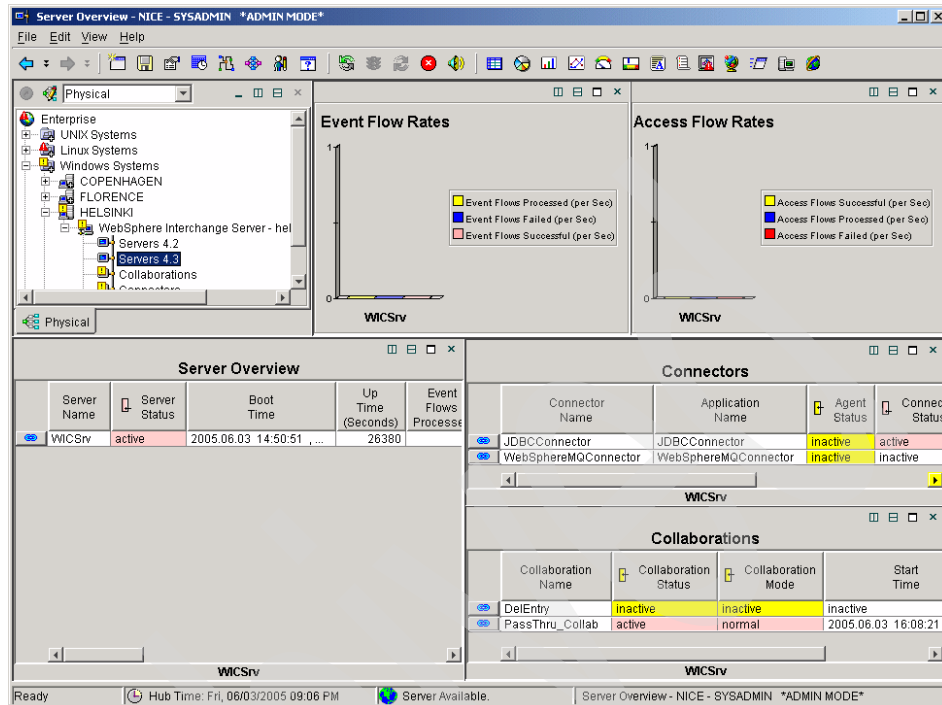 Server Overview - NICE - SYSADMIN *ADMIN MODE*
File Edit View Help
Physical
Enterprise
UNIX Systems
Linux Systems
Windows Systems
COPENHAGEN
FLORENCE
HELSINKI
WebSphere Interchange Server - hel
Servers 4.2
Servers 4.3
Collaborations
Connectors
Physical
Event Flow Rates
1
0
Event Flows Processed (per Sec)
Event Flows Failed (per Sec)
Event Flows Successful (per Sec)
WICSrv
Access Flow Rates
1
0
Access Flows Successful (per Sec)
Access Flows Processed (per Sec)
Access Flows Failed (per Sec)
WICSrv
Server Overview
Server Name
Server Status
Boot Time
Up Time (Seconds)
Event Flows Processe
WICSrv active 2005.06.03 14:50:51 , ... 26380
WICSrv
Connectors
Connector Name
Application Name
Agent Status
Connec Statu
JDBCConnector JDBCConnector inactive active
WebSphereMQConnector WebSphereMQConnector inactive inactive
WICSrv
Collaborations
Collaboration Name
Collaboration Status
Collaboration Mode
Start Time
DelEntry inactive inactive inactive
PassThru_Collab active normal 2005.06.03 16:08:21
WICSrv
Ready
Hub Time: Fri, 06/03/2005 09:06 PM
Server Available.
Server Overview - NICE - SYSADMIN *ADMIN MODE*